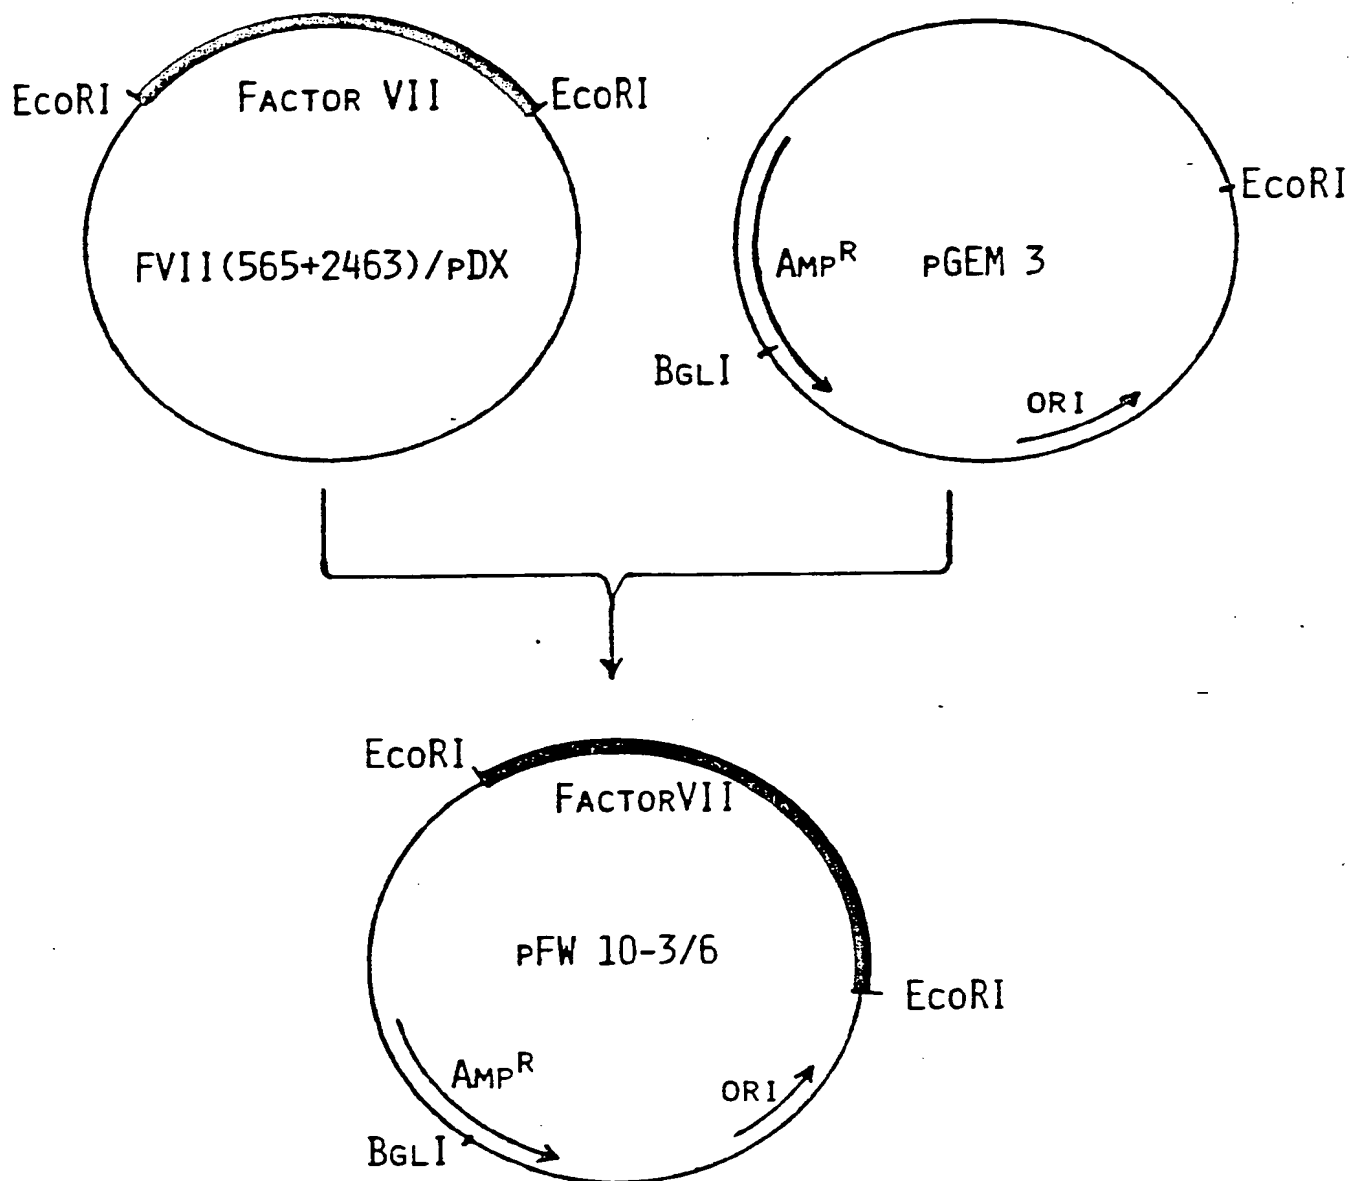 EcoRI
FACTOR VII
EcoRI
FVII(565+2463)/pDX
EcoRI
AMPR
pGEM 3
BGLI
ORI
EcoRI
FACTORVII
pFW 10-3/6
EcoRI
AMPR
ORI
BGLI